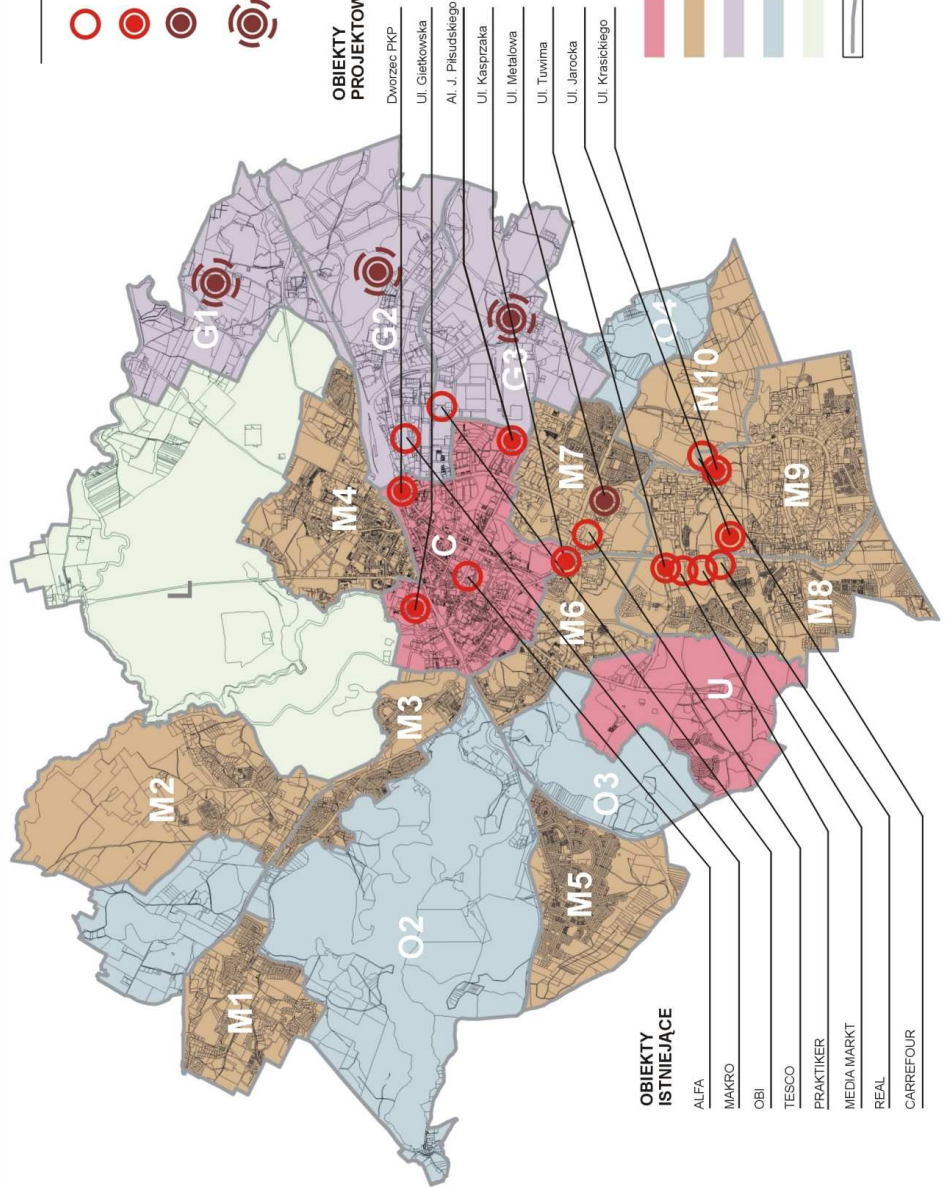 OBIEKTY
PROJEKTOW
Dworzec PKP
Ul. Gietkowska
Al. J. Piłsudskiego
Ul. Kasprzaka
Ul. Metalowa
Ul. Tuwima
Ul. Jarocka
Ul. Krasickiego
G1
G2
G3
O4
M10
M4
M7
M9
L
C
M6
M8
M3
U
M2
O3
M5
O2
M1
OBIEKTY
ISTNIEJĄCE
ALFA
MAKRO
OBI
TESCO
PRAKTIKER
MEDIA MARKT
REAL
CARREFOUR